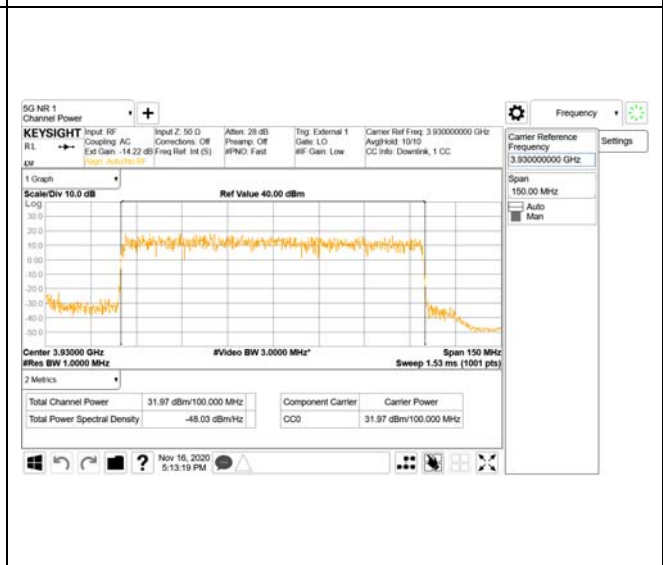 5G NR 1
Channel Power
Frequency
KEYSIGHT
RL
Input: RF
Coupling: AC
Ext Gain: -14.22 dB
Align: Auto/No RF
Input Z: 50 Ω
Corrections: Off
Freq Ref: Int (S)
Atten: 28 dB
Preamp: Off
#PNO: Fast
Trig: External 1
Gate: LO
#IF Gain: Low
Carrier Ref Freq: 3.930000000 GHz
Avg|Hold: 10/10
CC Info: Downlink, 1 CC
Carrier Reference
Frequency
3.930000000 GHz
Settings
Span
150.00 MHz
Auto
Man
1 Graph
Scale/Div 10.0 dB
Ref Value 40.00 dBm
Log
30.0
20.0
10.0
0.00
-10.0
-20.0
-30.0
-40.0
-50.0
Center 3.93000 GHz
#Video BW 3.0000 MHz*
Span 150 MHz
#Res BW 1.0000 MHz
Sweep 1.53 ms (1001 pts)
2 Metrics
Total Channel Power 31.97 dBm/100.000 MHz
Total Power Spectral Density -48.03 dBm/Hz
Component Carrier Carrier Power
CC0 31.97 dBm/100.000 MHz
Nov 16, 2020
5:13:19 PM